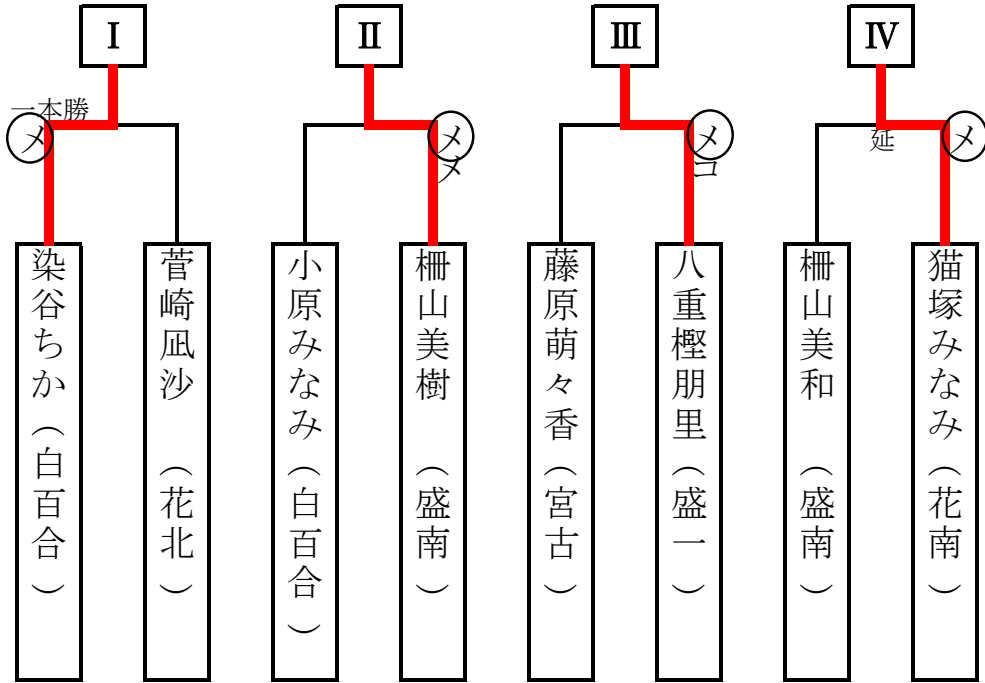 Ⅰ
Ⅱ
Ⅲ
Ⅳ
一本勝
メ
メ
メ
メ
コ
延
メ
染谷ちか（白百合）
菅崎凪沙　（花北）
小原みなみ（白百合）
柵山美樹　（盛南）
藤原萌々香（宮古）
八重樫朋里（盛一）
柵山美和　（盛南）
猫塚みなみ（花南）